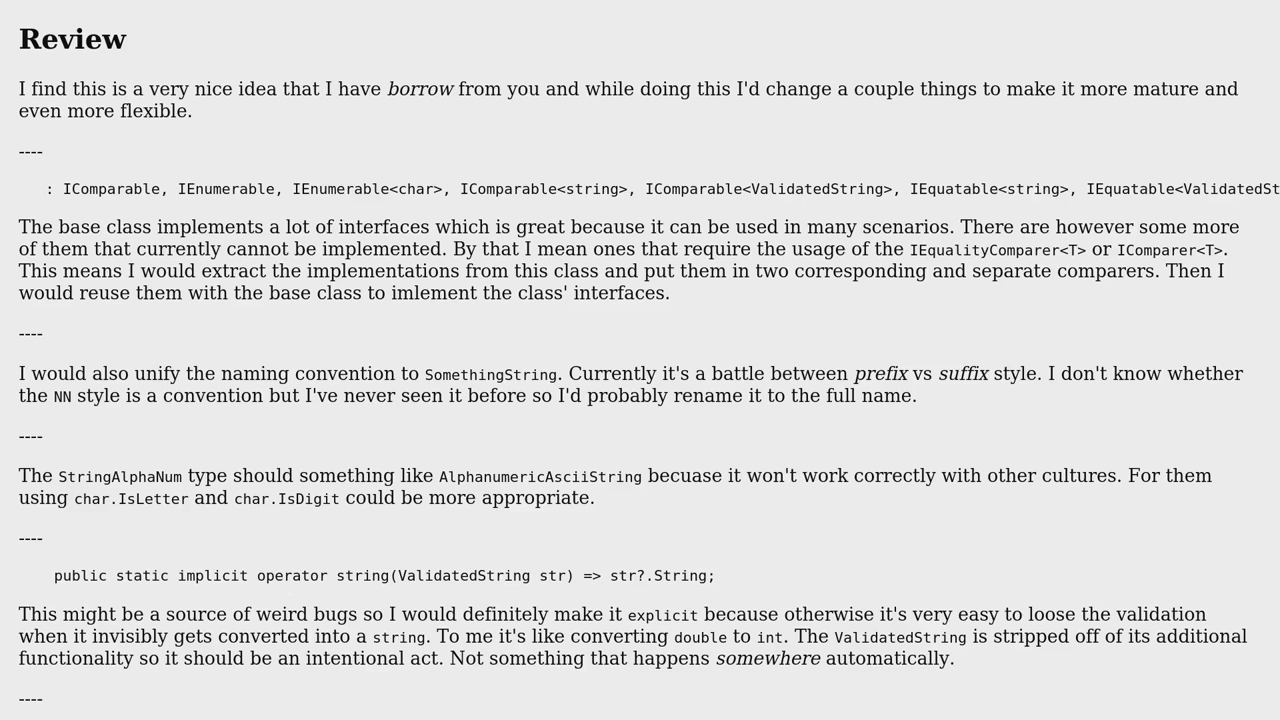 Review
I find this is a very nice idea that I have borrow from you and while doing this I'd change a couple things to make it more mature and
even more flexible.
----
: IComparable, IEnumerable, IEnumerable<char>, IComparable<string>, IComparable<ValidatedString>, IEquatable<string>, IEquatable<ValidatedSt
The base class implements a lot of interfaces which is great because it can be used in many scenarios. There are however some more
of them that currently cannot be implemented. By that I mean ones that require the usage of the IEqualityComparer<T> or IComparer<T>.
This means I would extract the implementations from this class and put them in two corresponding and separate comparers. Then I
would reuse them with the base class to imlement the class' interfaces.
----
I would also unify the naming convention to SomethingString. Currently it's a battle between prefix vs suffix style. I don't know whether
the NN style is a convention but I've never seen it before so I'd probably rename it to the full name.
----
The StringAlphaNum type should something like AlphanumericAsciiString becuase it won't work correctly with other cultures. For them
using char.IsLetter and char.IsDigit could be more appropriate.
----
public static implicit operator string(ValidatedString str) => str?.String;
This might be a source of weird bugs so I would definitely make it explicit because otherwise it's very easy to loose the validation
when it invisibly gets converted into a string. To me it's like converting double to int. The ValidatedString is stripped off of its additional
functionality so it should be an intentional act. Not something that happens somewhere automatically.
----